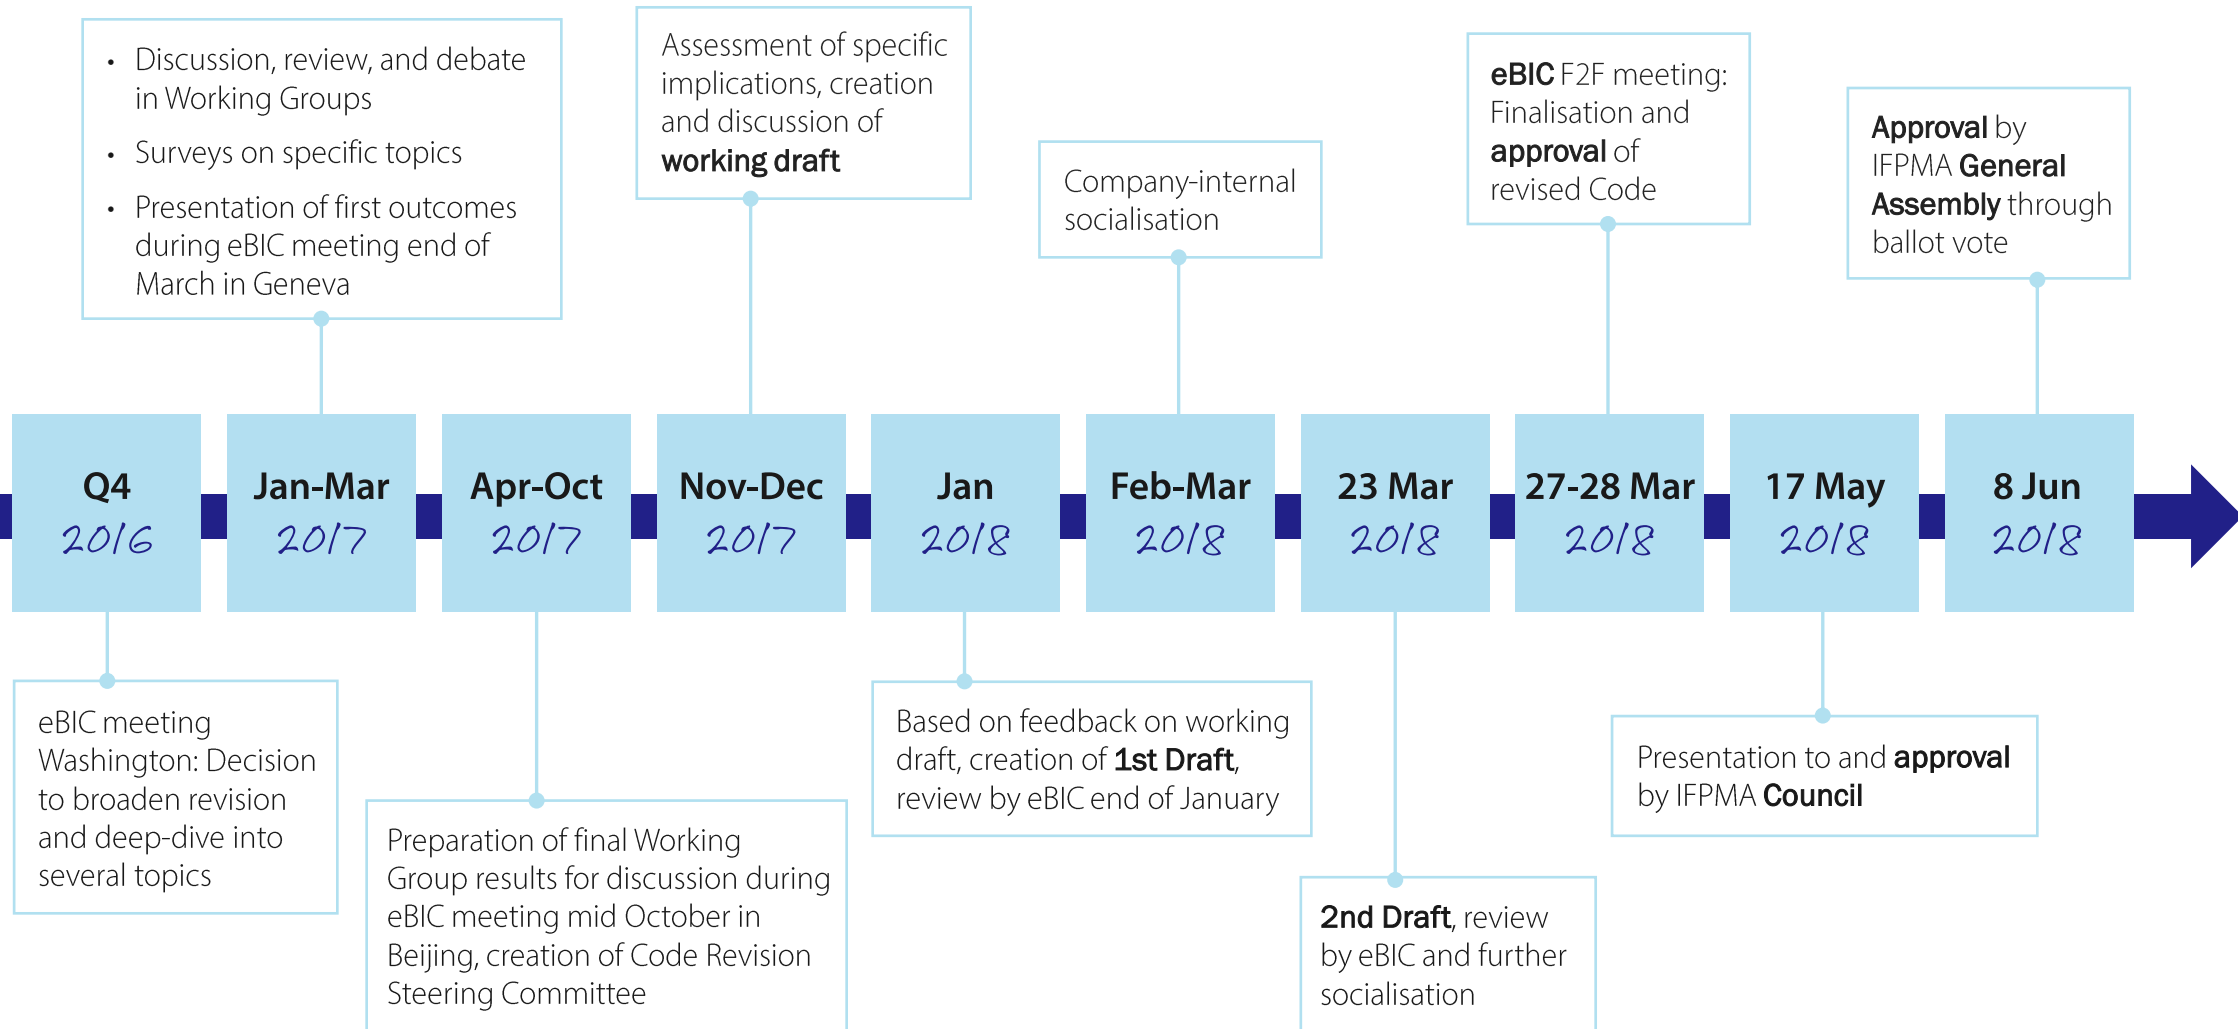 • Discussion, review, and debate
in Working Groups
• Surveys on specific topics
• Presentation of first outcomes
during eBIC meeting end of
March in Geneva
Assessment of specific
implications, creation
and discussion of
working draft
Company-internal
socialisation
eBIC F2F meeting:
Finalisation and
approval of
revised Code
Approval by
IFPMA General
Assembly through
ballot vote
Q4
2016
Jan-Mar
2017
Apr-Oct
2017
Nov-Dec
2017
Jan
2018
Feb-Mar
2018
23 Mar
2018
27-28 Mar
2018
17 May
2018
8 Jun
2018
eBIC meeting
Washington: Decision
to broaden revision
and deep-dive into
several topics
Preparation of final Working
Group results for discussion during
eBIC meeting mid October in
Beijing, creation of Code Revision
Steering Committee
Based on feedback on working
draft, creation of 1st Draft,
review by eBIC end of January
2nd Draft, review
by eBIC and further
socialisation
Presentation to and approval
by IFPMA Council